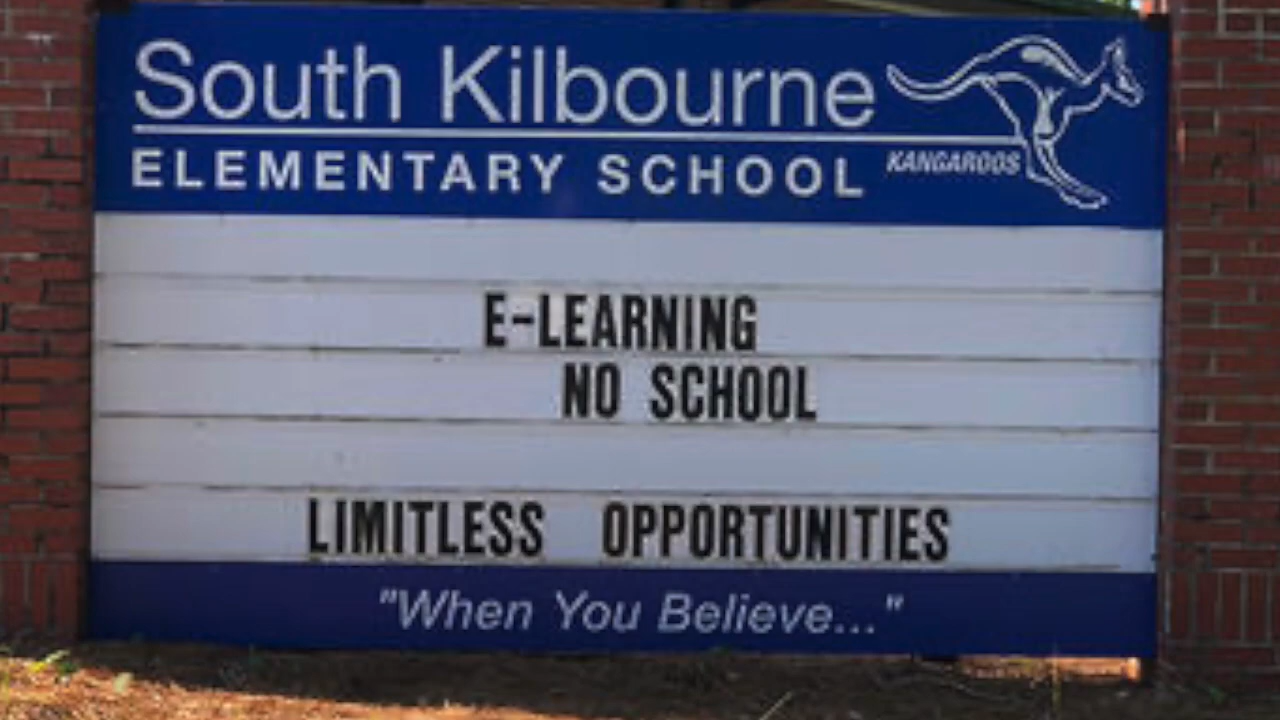 South Kilbourne
ELEMENTARY SCHOOL
KANGAROOS
E-LEARNING
NO SCHOOL
LIMITLESS OPPORTUNITIES
"When You Believe..."